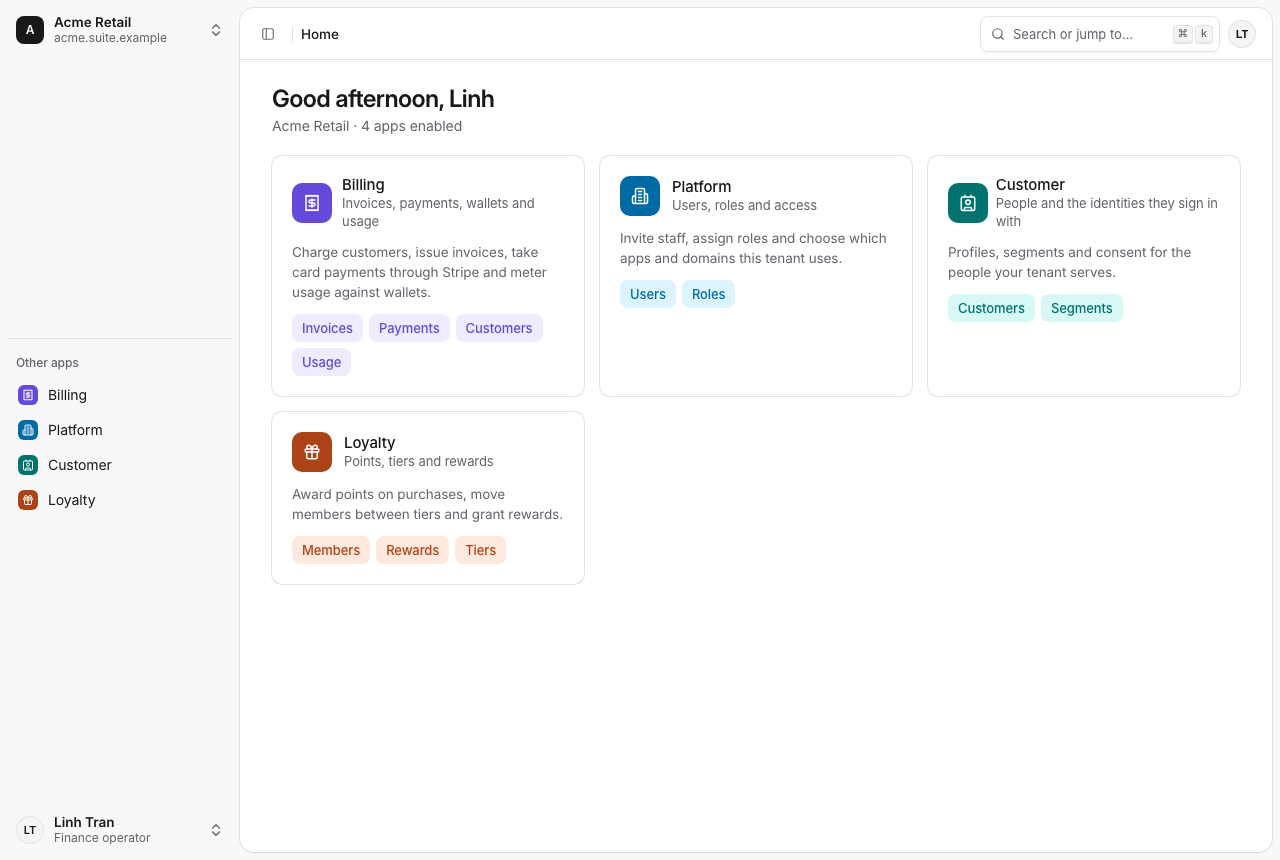 A
Acme Retail
acme.suite.example
Other apps
Billing
Platform
Customer
Loyalty
LT
Linh Tran
Finance operator
Home
Search or jump to...
⌘ k
LT
Good afternoon, Linh
Acme Retail · 4 apps enabled
Billing
Invoices, payments, wallets and
usage
Charge customers, issue invoices, take
card payments through Stripe and meter
usage against wallets.
Invoices Payments Customers
Usage
Platform
Users, roles and access
Invite staff, assign roles and choose which
apps and domains this tenant uses.
Users Roles
Customer
People and the identities they sign in
with
Profiles, segments and consent for the
people your tenant serves.
Customers Segments
Loyalty
Points, tiers and rewards
Award points on purchases, move
members between tiers and grant rewards.
Members Rewards Tiers